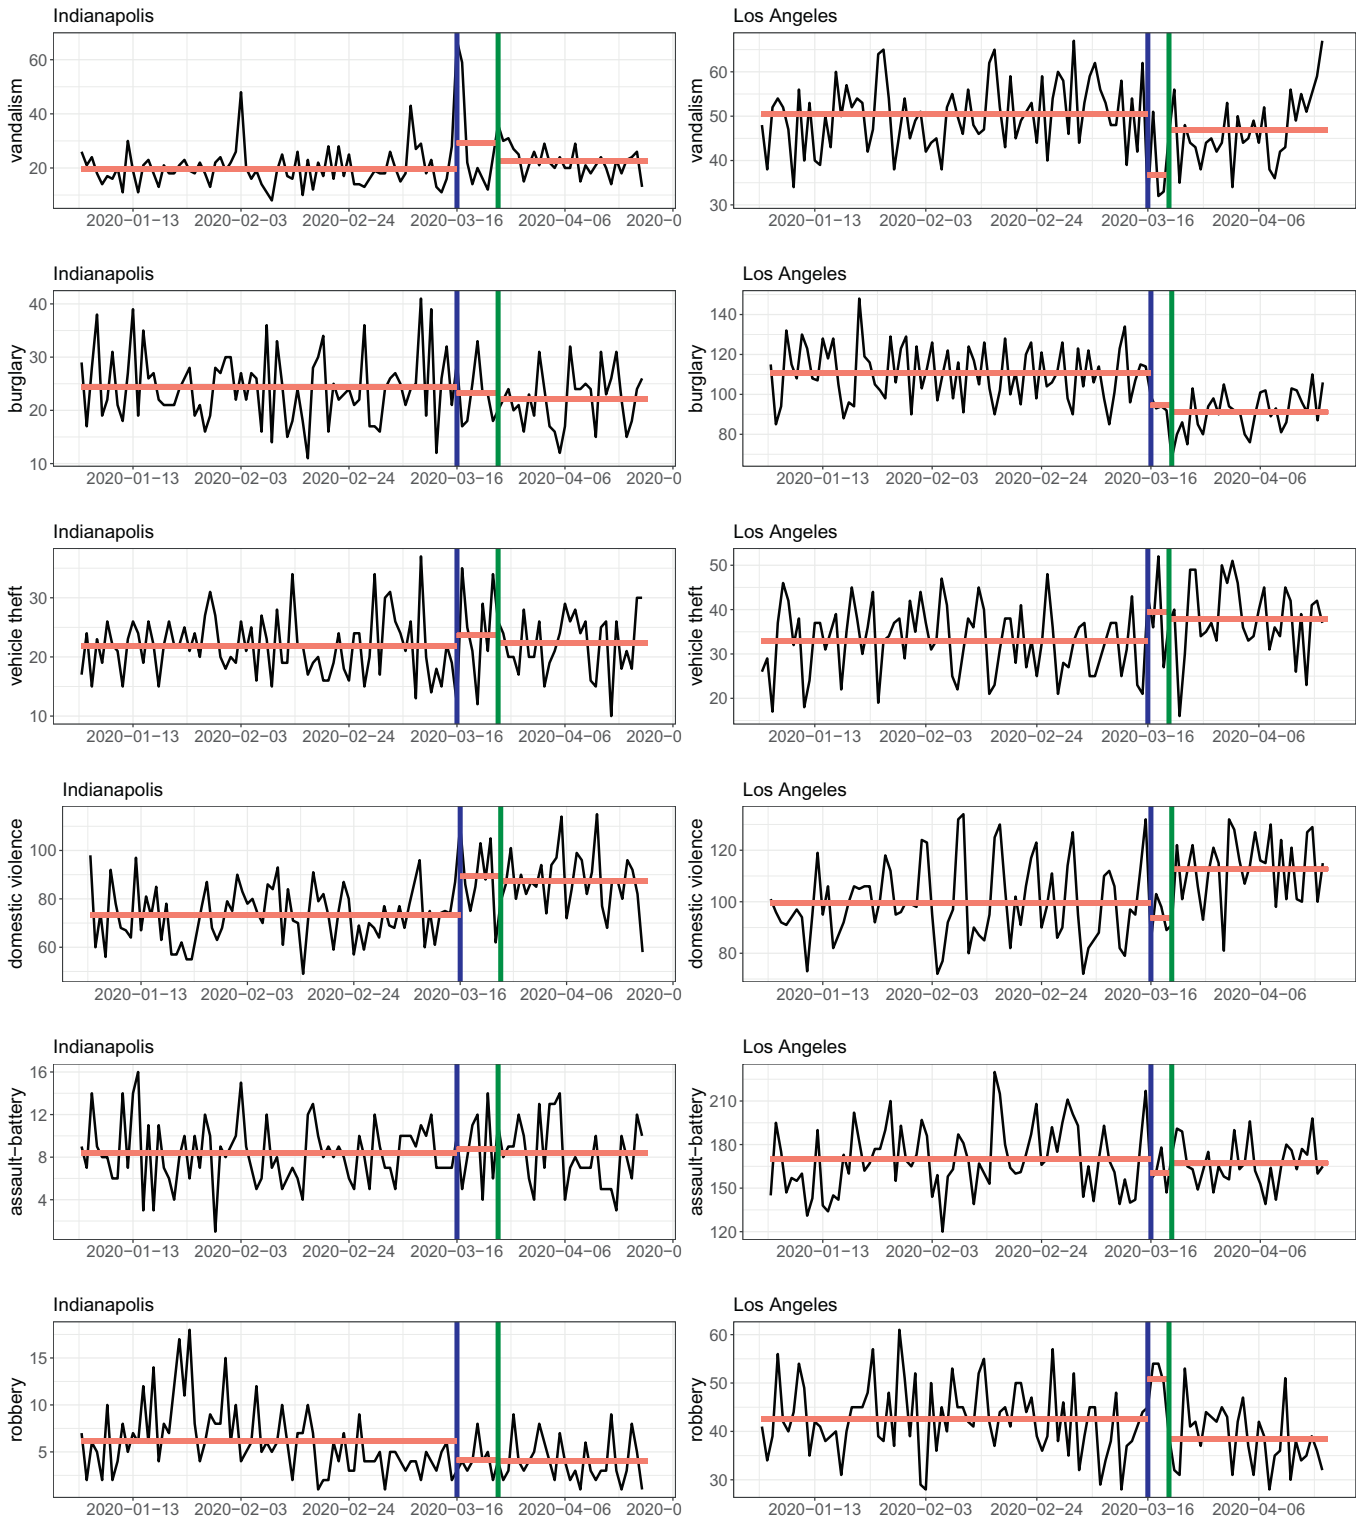 Indianapolis
vandalism
60
40
20
2020−01−13 2020−02−03 2020−02−24 2020−03−16 2020−04−06 2020−0
Los Angeles
vandalism
60
50
40
30
2020−01−13 2020−02−03 2020−02−24 2020−03−16 2020−04−06
Indianapolis
burglary
40
30
20
10
2020−01−13 2020−02−03 2020−02−24 2020−03−16 2020−04−06 2020−0
Los Angeles
burglary
140
120
100
80
2020−01−13 2020−02−03 2020−02−24 2020−03−16 2020−04−06
Indianapolis
vehicle theft
30
20
10
2020−01−13 2020−02−03 2020−02−24 2020−03−16 2020−04−06 2020−0
Los Angeles
vehicle theft
50
40
30
20
2020−01−13 2020−02−03 2020−02−24 2020−03−16 2020−04−06
Indianapolis
domestic violence
100
80
60
2020−01−13 2020−02−03 2020−02−24 2020−03−16 2020−04−06 2020−0
Los Angeles
domestic violence
120
100
80
2020−01−13 2020−02−03 2020−02−24 2020−03−16 2020−04−06
Indianapolis
assault−battery
16
12
8
4
2020−01−13 2020−02−03 2020−02−24 2020−03−16 2020−04−06 2020−0
Los Angeles
assault−battery
210
180
150
120
2020−01−13 2020−02−03 2020−02−24 2020−03−16 2020−04−06
Indianapolis
robbery
15
10
5
2020−01−13 2020−02−03 2020−02−24 2020−03−16 2020−04−06 2020−0
Los Angeles
robbery
60
50
40
30
2020−01−13 2020−02−03 2020−02−24 2020−03−16 2020−04−06